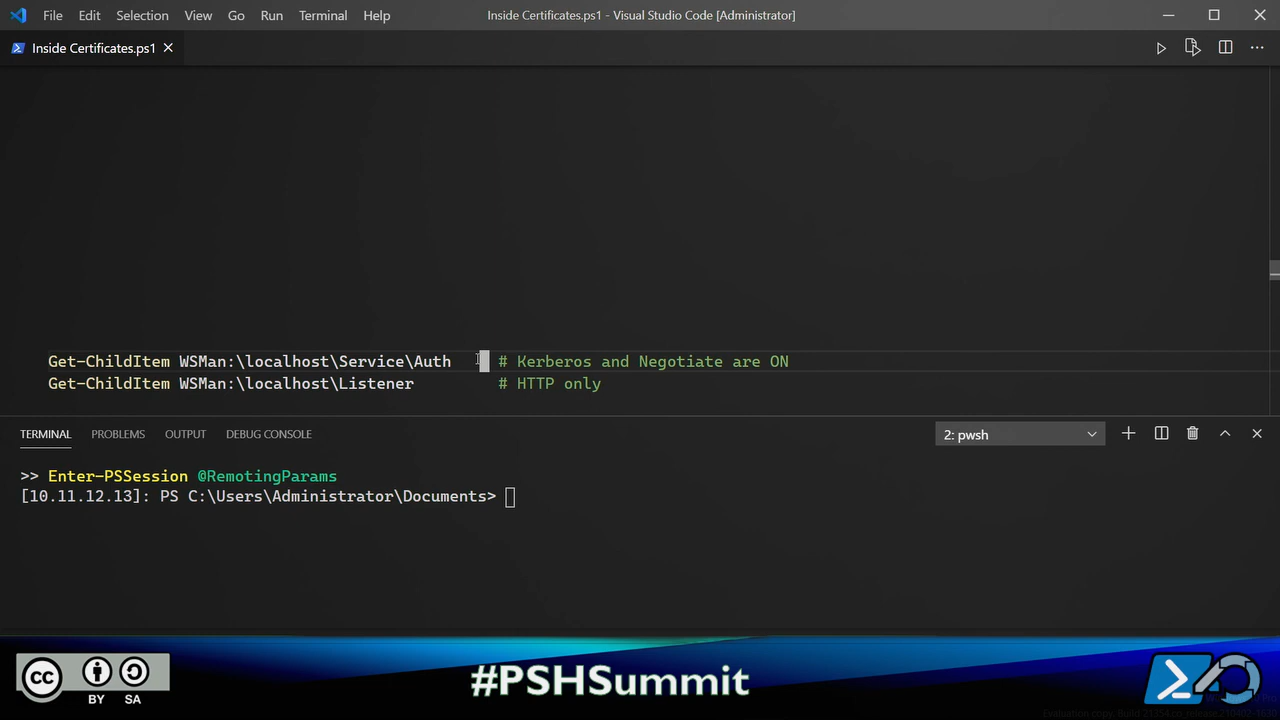 File Edit Selection View Go Run Terminal Help Inside Certificates.ps1 - Visual Studio Code [Administrator]
Inside Certificates.ps1
Get-ChildItem WSMan:\localhost\Service\Auth # Kerberos and Negotiate are ON
Get-ChildItem WSMan:\localhost\Listener # HTTP only
TERMINAL PROBLEMS OUTPUT DEBUG CONSOLE 2: pwsh
>> Enter-PSSession @RemotingParams
[10.11.12.13]: PS C:\Users\Administrator\Documents>
cc BY SA
#PSHSummit